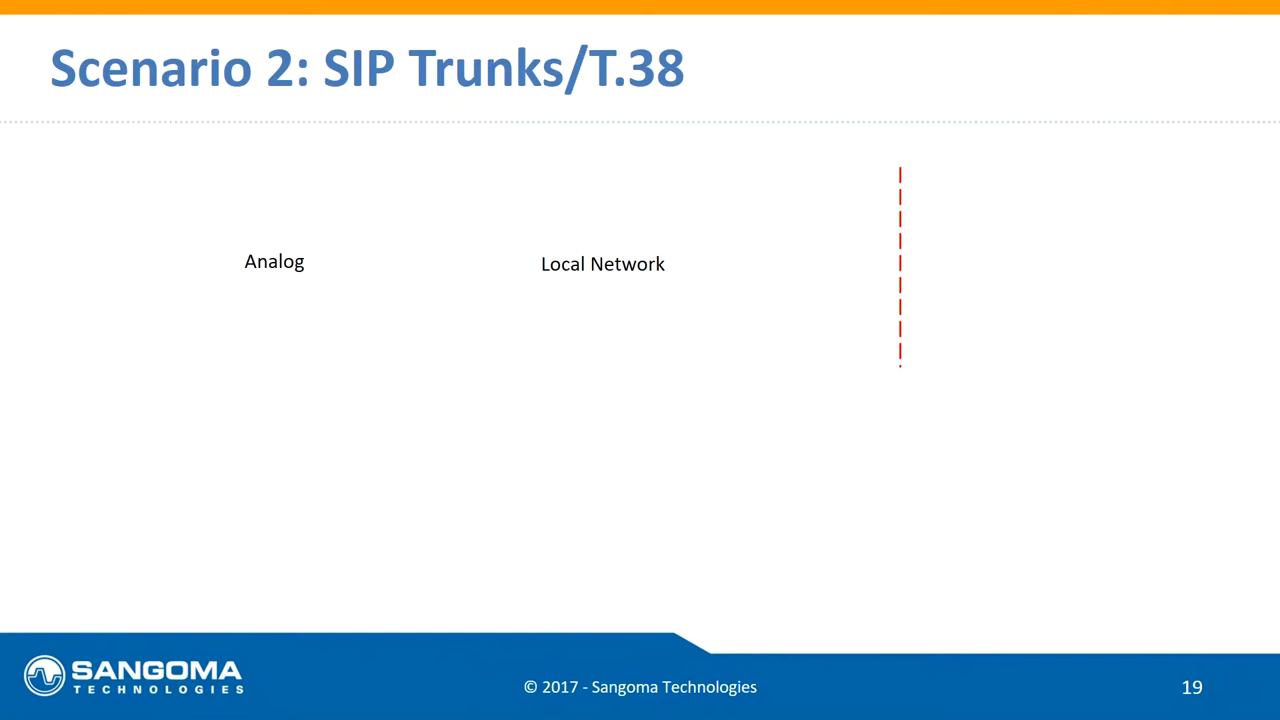 Scenario 2: SIP Trunks/T.38
Analog
Local Network
SANGOMA
TECHNOLOGIES
© 2017 - Sangoma Technologies
19